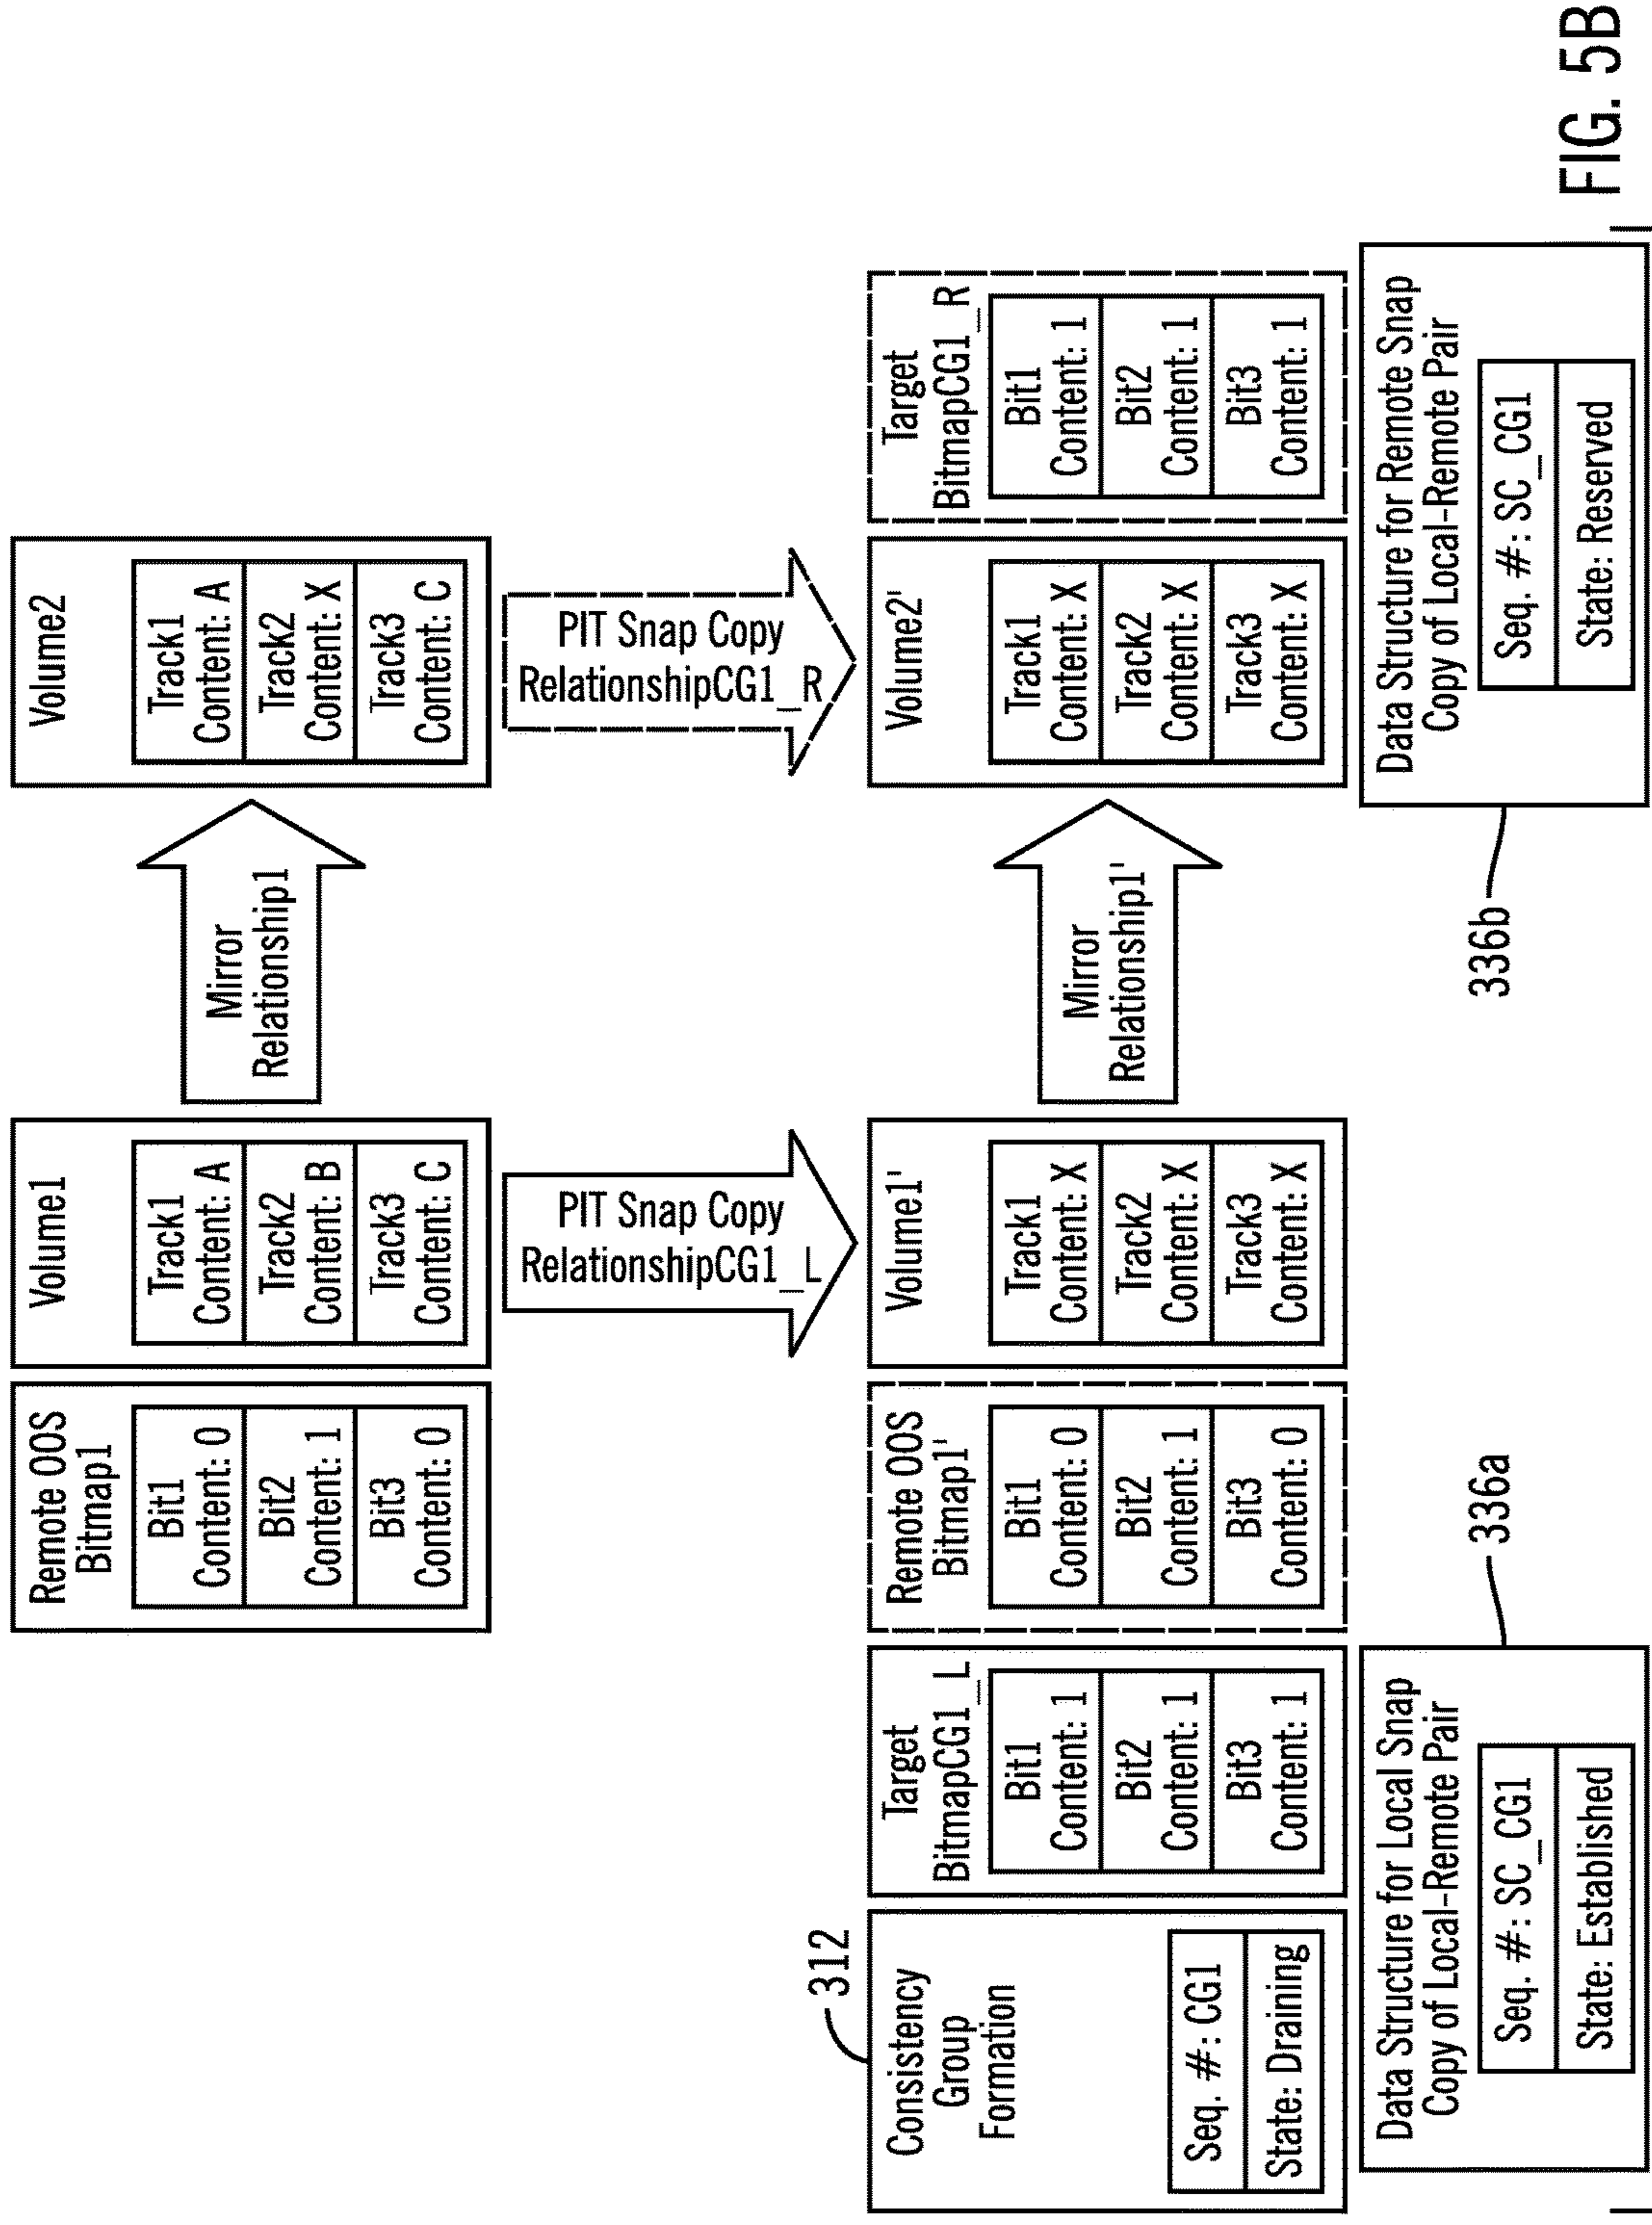 Remote OOS
Bitmap1
Bit1
Content: 0
Bit2
Content: 1
Bit3
Content: 0
Volume1
Track1
Content: A
Track2
Content: B
Track3
Content: C
Mirror
Relationship1
Volume2
Track1
Content: A
Track2
Content: X
Track3
Content: C
PIT Snap Copy
RelationshipCG1_L
PIT Snap Copy
RelationshipCG1_R
312
Consistency
Group
Formation
Seq. #: CG1
State: Draining
Target
BitmapCG1_L
Bit1
Content: 1
Bit2
Content: 1
Bit3
Content: 1
Remote OOS
Bitmap1'
Bit1
Content: 0
Bit2
Content: 1
Bit3
Content: 0
Volume1'
Track1
Content: X
Track2
Content: X
Track3
Content: X
Mirror
Relationship1'
Volume2'
Track1
Content: X
Track2
Content: X
Track3
Content: X
Target
BitmapCG1_R
Bit1
Content: 1
Bit2
Content: 1
Bit3
Content: 1
Data Structure for Local Snap
Copy of Local-Remote Pair
Seq. #: SC_CG1
State: Established
336a
336b
Data Structure for Remote Snap
Copy of Local-Remote Pair
Seq. #: SC_CG1
State: Reserved
FIG. 5B